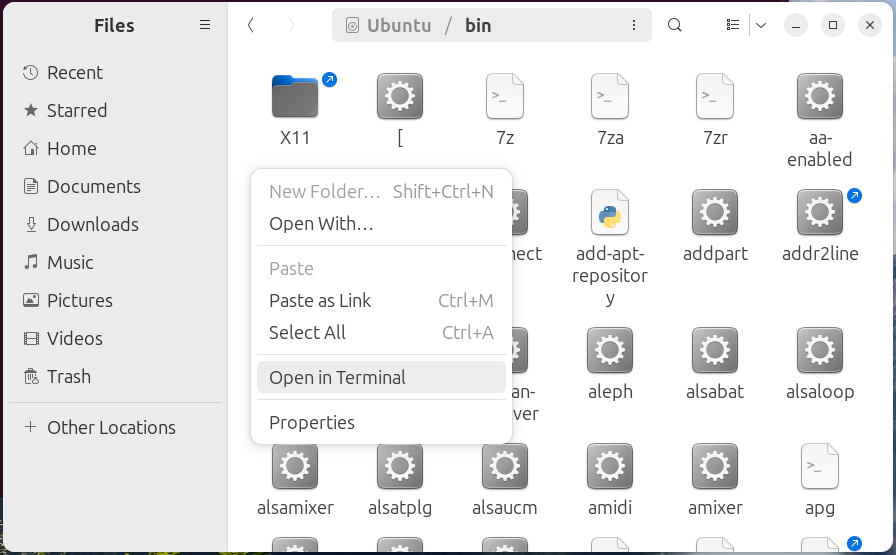 Files
Ubuntu / bin
Recent
Starred
Home
Documents
Downloads
Music
Pictures
Videos
Trash
Other Locations
X11
[
7z
7za
7zr
aa-
enabled
New Folder… Shift+Ctrl+N
Open With…
Paste
Paste as Link Ctrl+M
Select All Ctrl+A
Open in Terminal
Properties
nect
add-apt-
repositor
y
addpart
addr2line
an-
ver
aleph
alsabat
alsaloop
alsamixer
alsatplg
alsaucm
amidi
amixer
apg